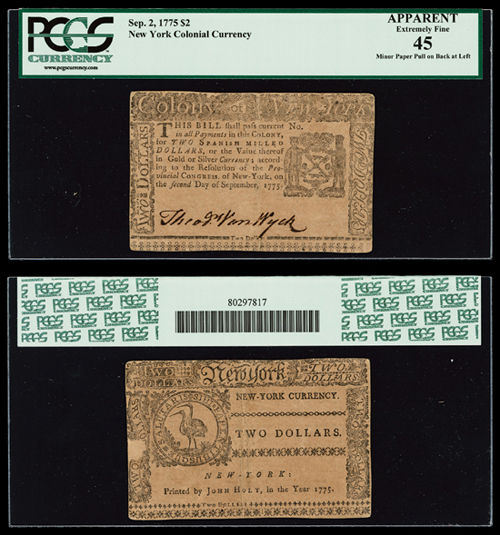 PCGS
CURRENCY
www.pcgscurrency.com
Sep. 2, 1775 $2
New York Colonial Currency
APPARENT
Extremely Fine
45
Minor Paper Pull on Back at Left
Colony of New York
TWO DOLLARS
THIS BILL shall pass current
in all Payments in this COLONY,
for TWO SPANISH MILLED
DOLLARS, or the Value thereof
in Gold or Silver Currency; accord-
ing to the Resolution of the Pro-
vincial CONGRESS, of New-York, on
the second Day of September, 1775.
No.
Theods Van Wyck
Two Dollars
PCGS
80297817
TWO DOLLARS
New York
TWO DOLLARS
NEW-YORK CURRENCY.
TWO DOLLARS.
NEW-YORK:
Printed by JOHN HOLT, in the Year 1775.
TWO DOLLARS